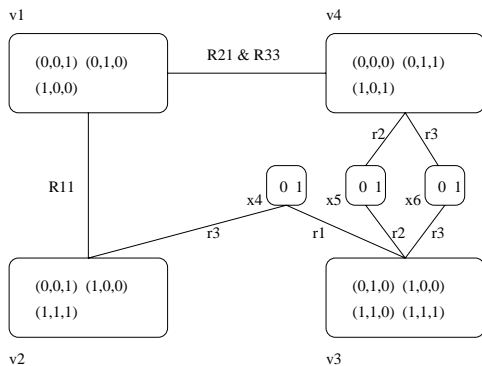 v1
v4
(0,0,1) (0,1,0)
(1,0,0)
R21 & R33
(0,0,0) (0,1,1)
(1,0,1)
r2
r3
R11
0 1
0 1
0 1
x4
x5
x6
r3
r1
r2
r3
(0,0,1) (1,0,0)
(1,1,1)
(0,1,0) (1,0,0)
(1,1,0) (1,1,1)
v2
v3